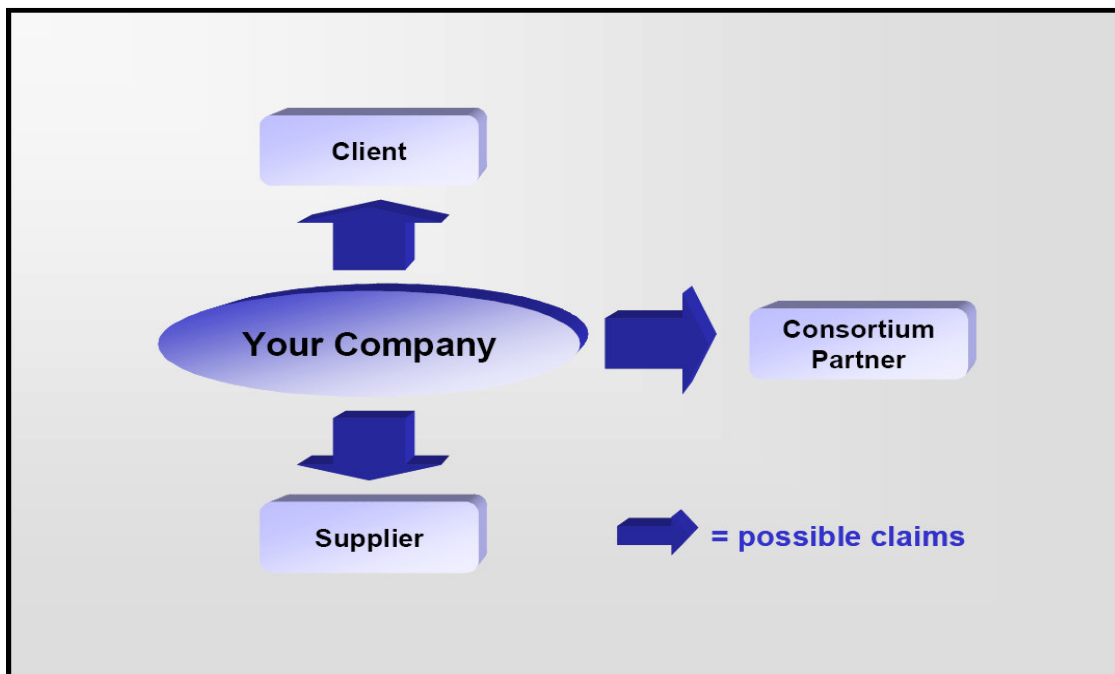 Client
Your Company
Consortium
Partner
Supplier
= possible claims